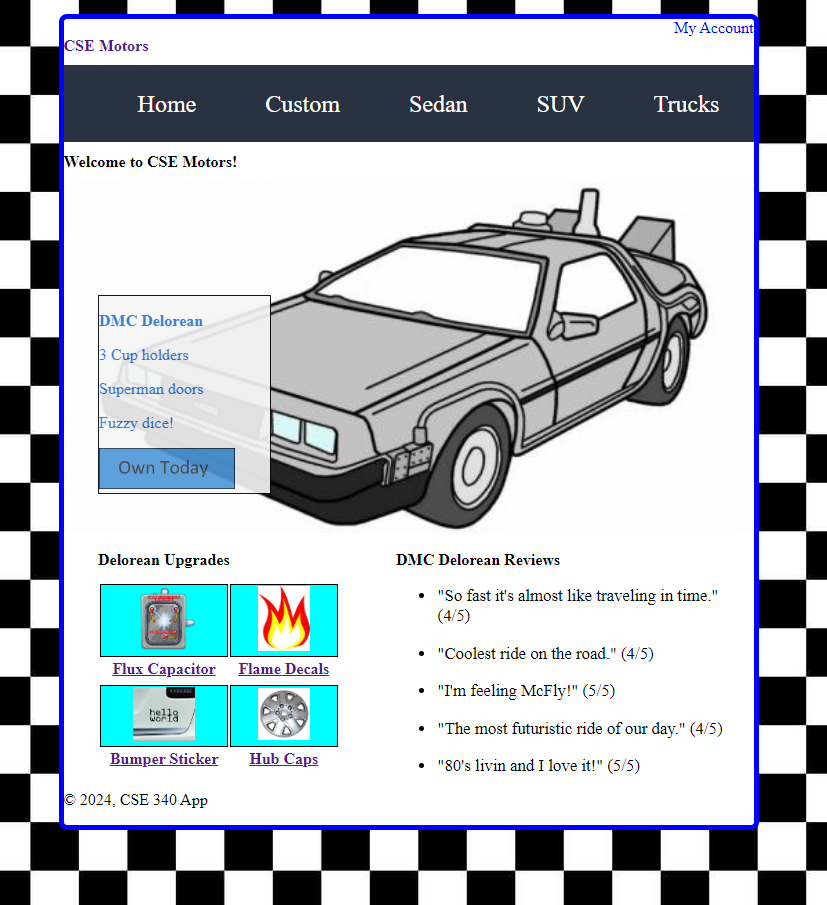 My Account
CSE Motors
Home Custom Sedan SUV Trucks
Welcome to CSE Motors!
DMC Delorean
3 Cup holders
Superman doors
Fuzzy dice!
Own Today
Delorean Upgrades
Flux Capacitor Flame Decals
hello
world
Bumper Sticker Hub Caps
DMC Delorean Reviews
"So fast it's almost like traveling in time."
(4/5)
"Coolest ride on the road." (4/5)
"I'm feeling McFly!" (5/5)
"The most futuristic ride of our day." (4/5)
"80's livin and I love it!" (5/5)
© 2024, CSE 340 App